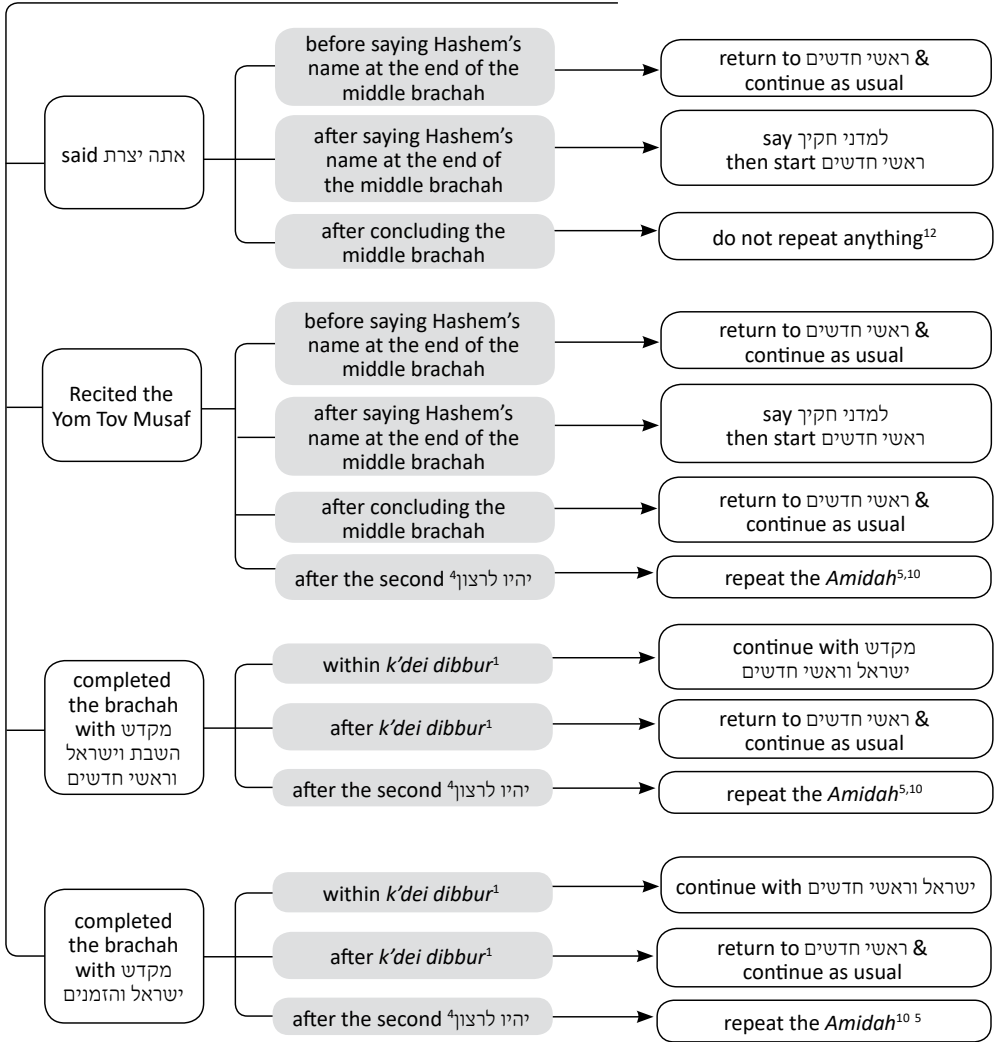 before saying Hashem’s
name at the end of the
middle brachah
return to ראשי חדשים &
continue as usual
said אתה יצרת
after saying Hashem’s
name at the end of
the middle brachah
say למדני חקיך
then start ראשי חדשים
after concluding the
middle brachah
do not repeat anything12
Recited the
Yom Tov Musaf
before saying Hashem’s
name at the end of the
middle brachah
return to ראשי חדשים &
continue as usual
after saying Hashem’s
name at the end of the
middle brachah
say למדני חקיך
then start ראשי חדשים
after concluding the
middle brachah
return to ראשי חדשים &
continue as usual
after the second יהיו לרצון4
repeat the Amidah5,10
completed
the brachah
with מקדש
השבת וישראל
וראשי חדשים
within k’dei dibbur1
continue with מקדש
ישראל וראשי חדשים
after k’dei dibbur1
return to ראשי חדשים &
continue as usual
after the second יהיו לרצון4
repeat the Amidah5,10
completed
the brachah
with מקדש
ישראל והזמנים
within k’dei dibbur1
continue with ישראל וראשי חדשים
after k’dei dibbur1
return to ראשי חדשים &
continue as usual
after the second יהיו לרצון4
repeat the Amidah10 5